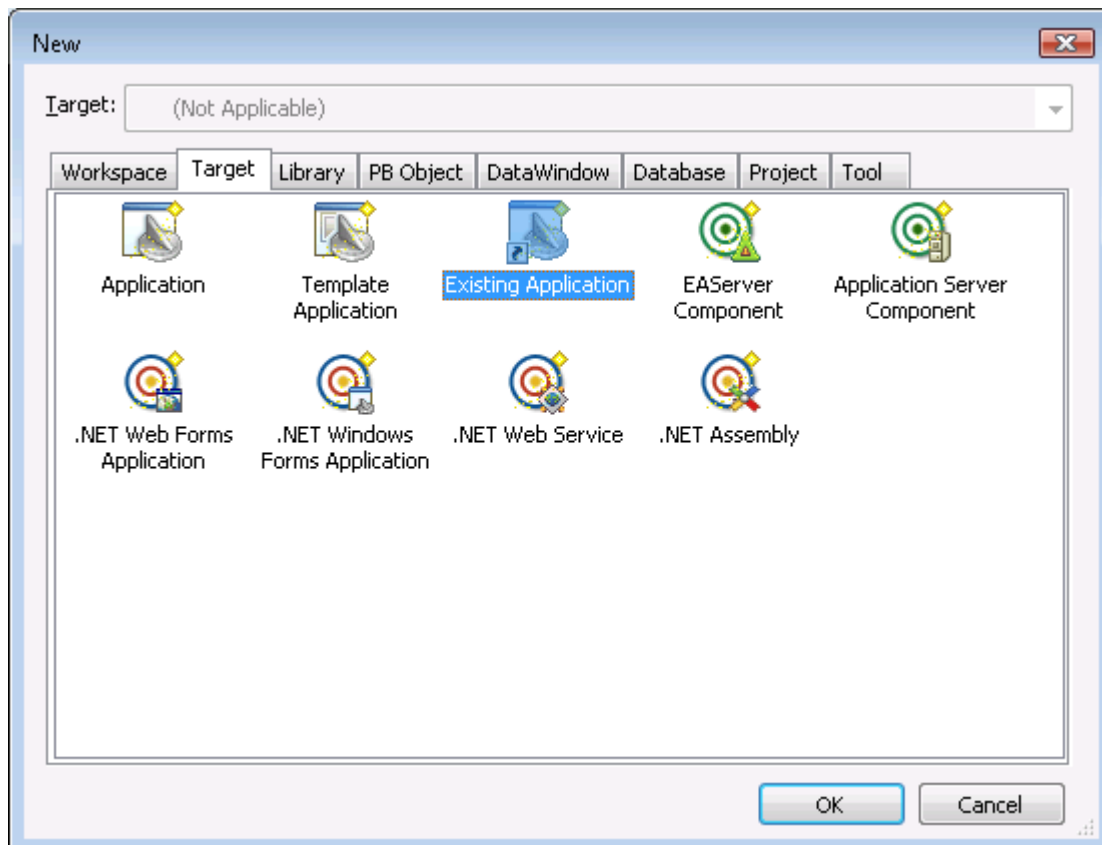 New
Target: (Not Applicable)
Workspace Target Library PB Object DataWindow Database Project Tool
Application Template Existing Application EAServer Application Server
Application Component Component
.NET Web Forms .NET Windows .NET Web Service .NET Assembly
Application Forms Application
OK Cancel